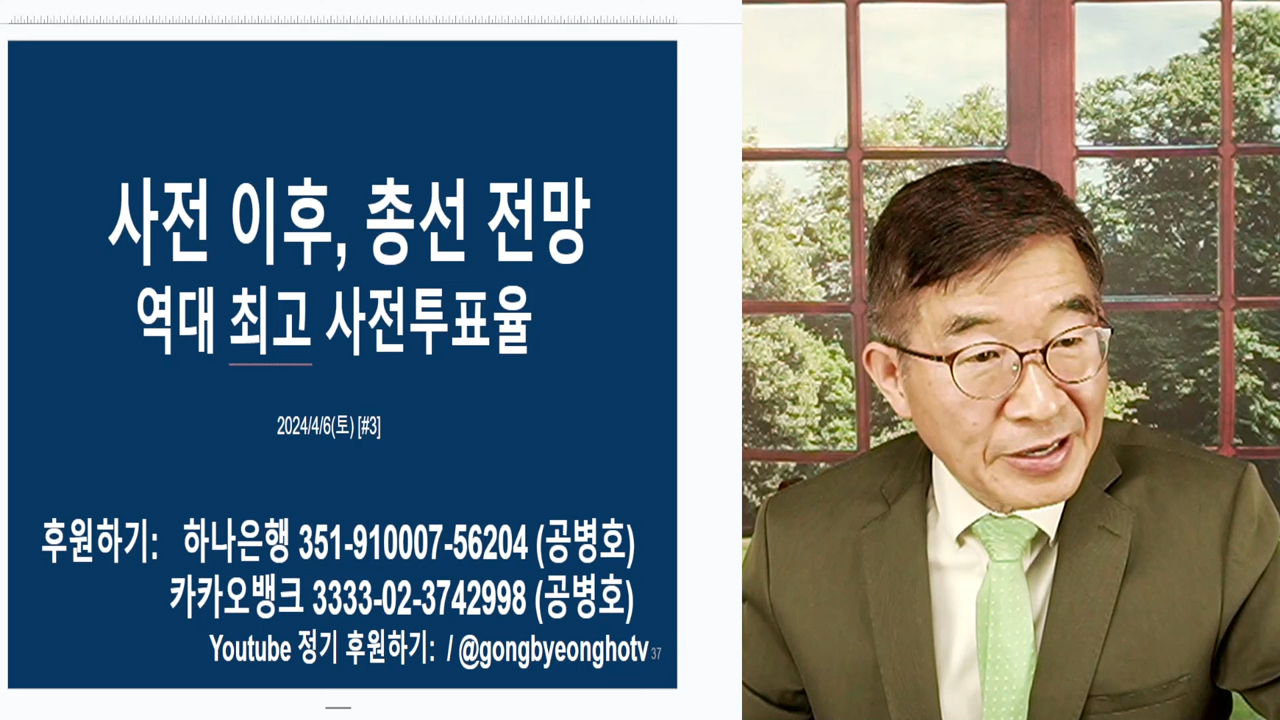 사전 이후, 총선 전망
역대 최고 사전투표율
2024/4/6(토) [#3]
후원하기: 하나은행 351-910007-56204 (공병호)
카카오뱅크 3333-02-3742998 (공병호)
Youtube 정기 후원하기: / @gongbyeonghotv
37